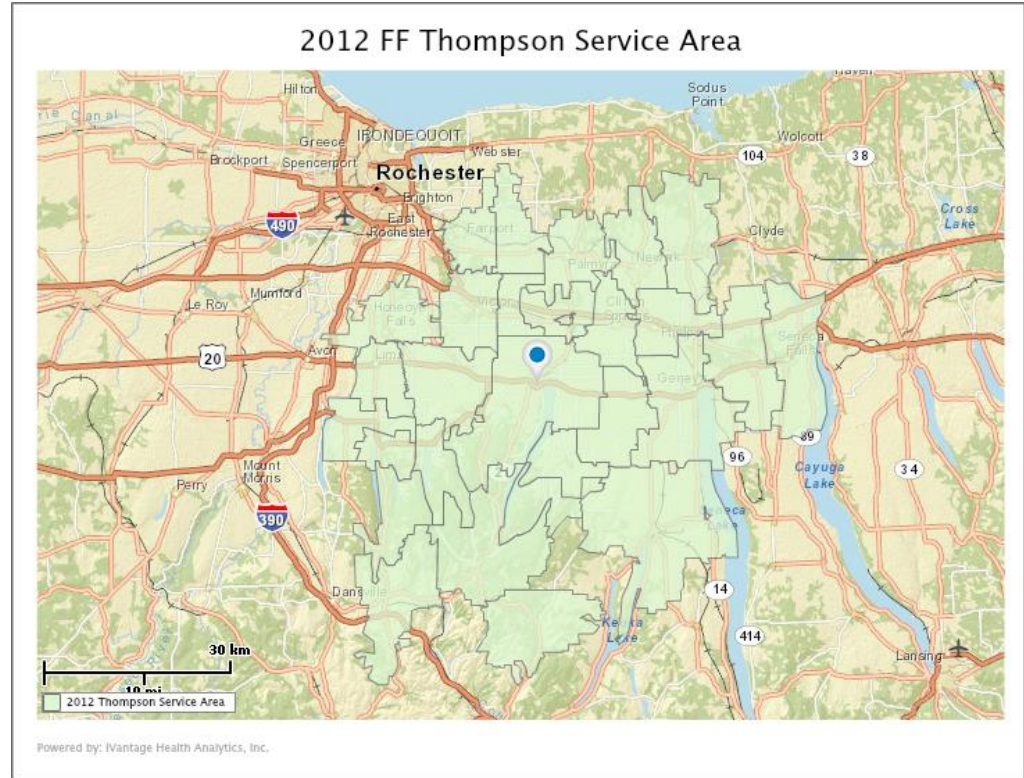 2012 FF Thompson Service Area
Hilton
Sodus
Point
Canal
Greece
IRONDEQUOIT
Webster
Wolcott
104
38
Brockport
Spencerport
Rochester
Brighton
490
East
Rochester
Fairport
Cross
Lake
Clyde
Palmyra
Newark
Mumford
Le Roy
Honeoye
Falls
Victor
Clifton
Springs
Phelps
Seneca
Falls
20
Avon
Lima
Geneva
89
96
Cayuga
Lake
34
Mount
Morris
Perry
390
Seneca
Lake
Dansville
14
Keuka
Lake
414
Lansing
30 km
10 mi
2012 Thompson Service Area
Powered by: iVantage Health Analytics, Inc.